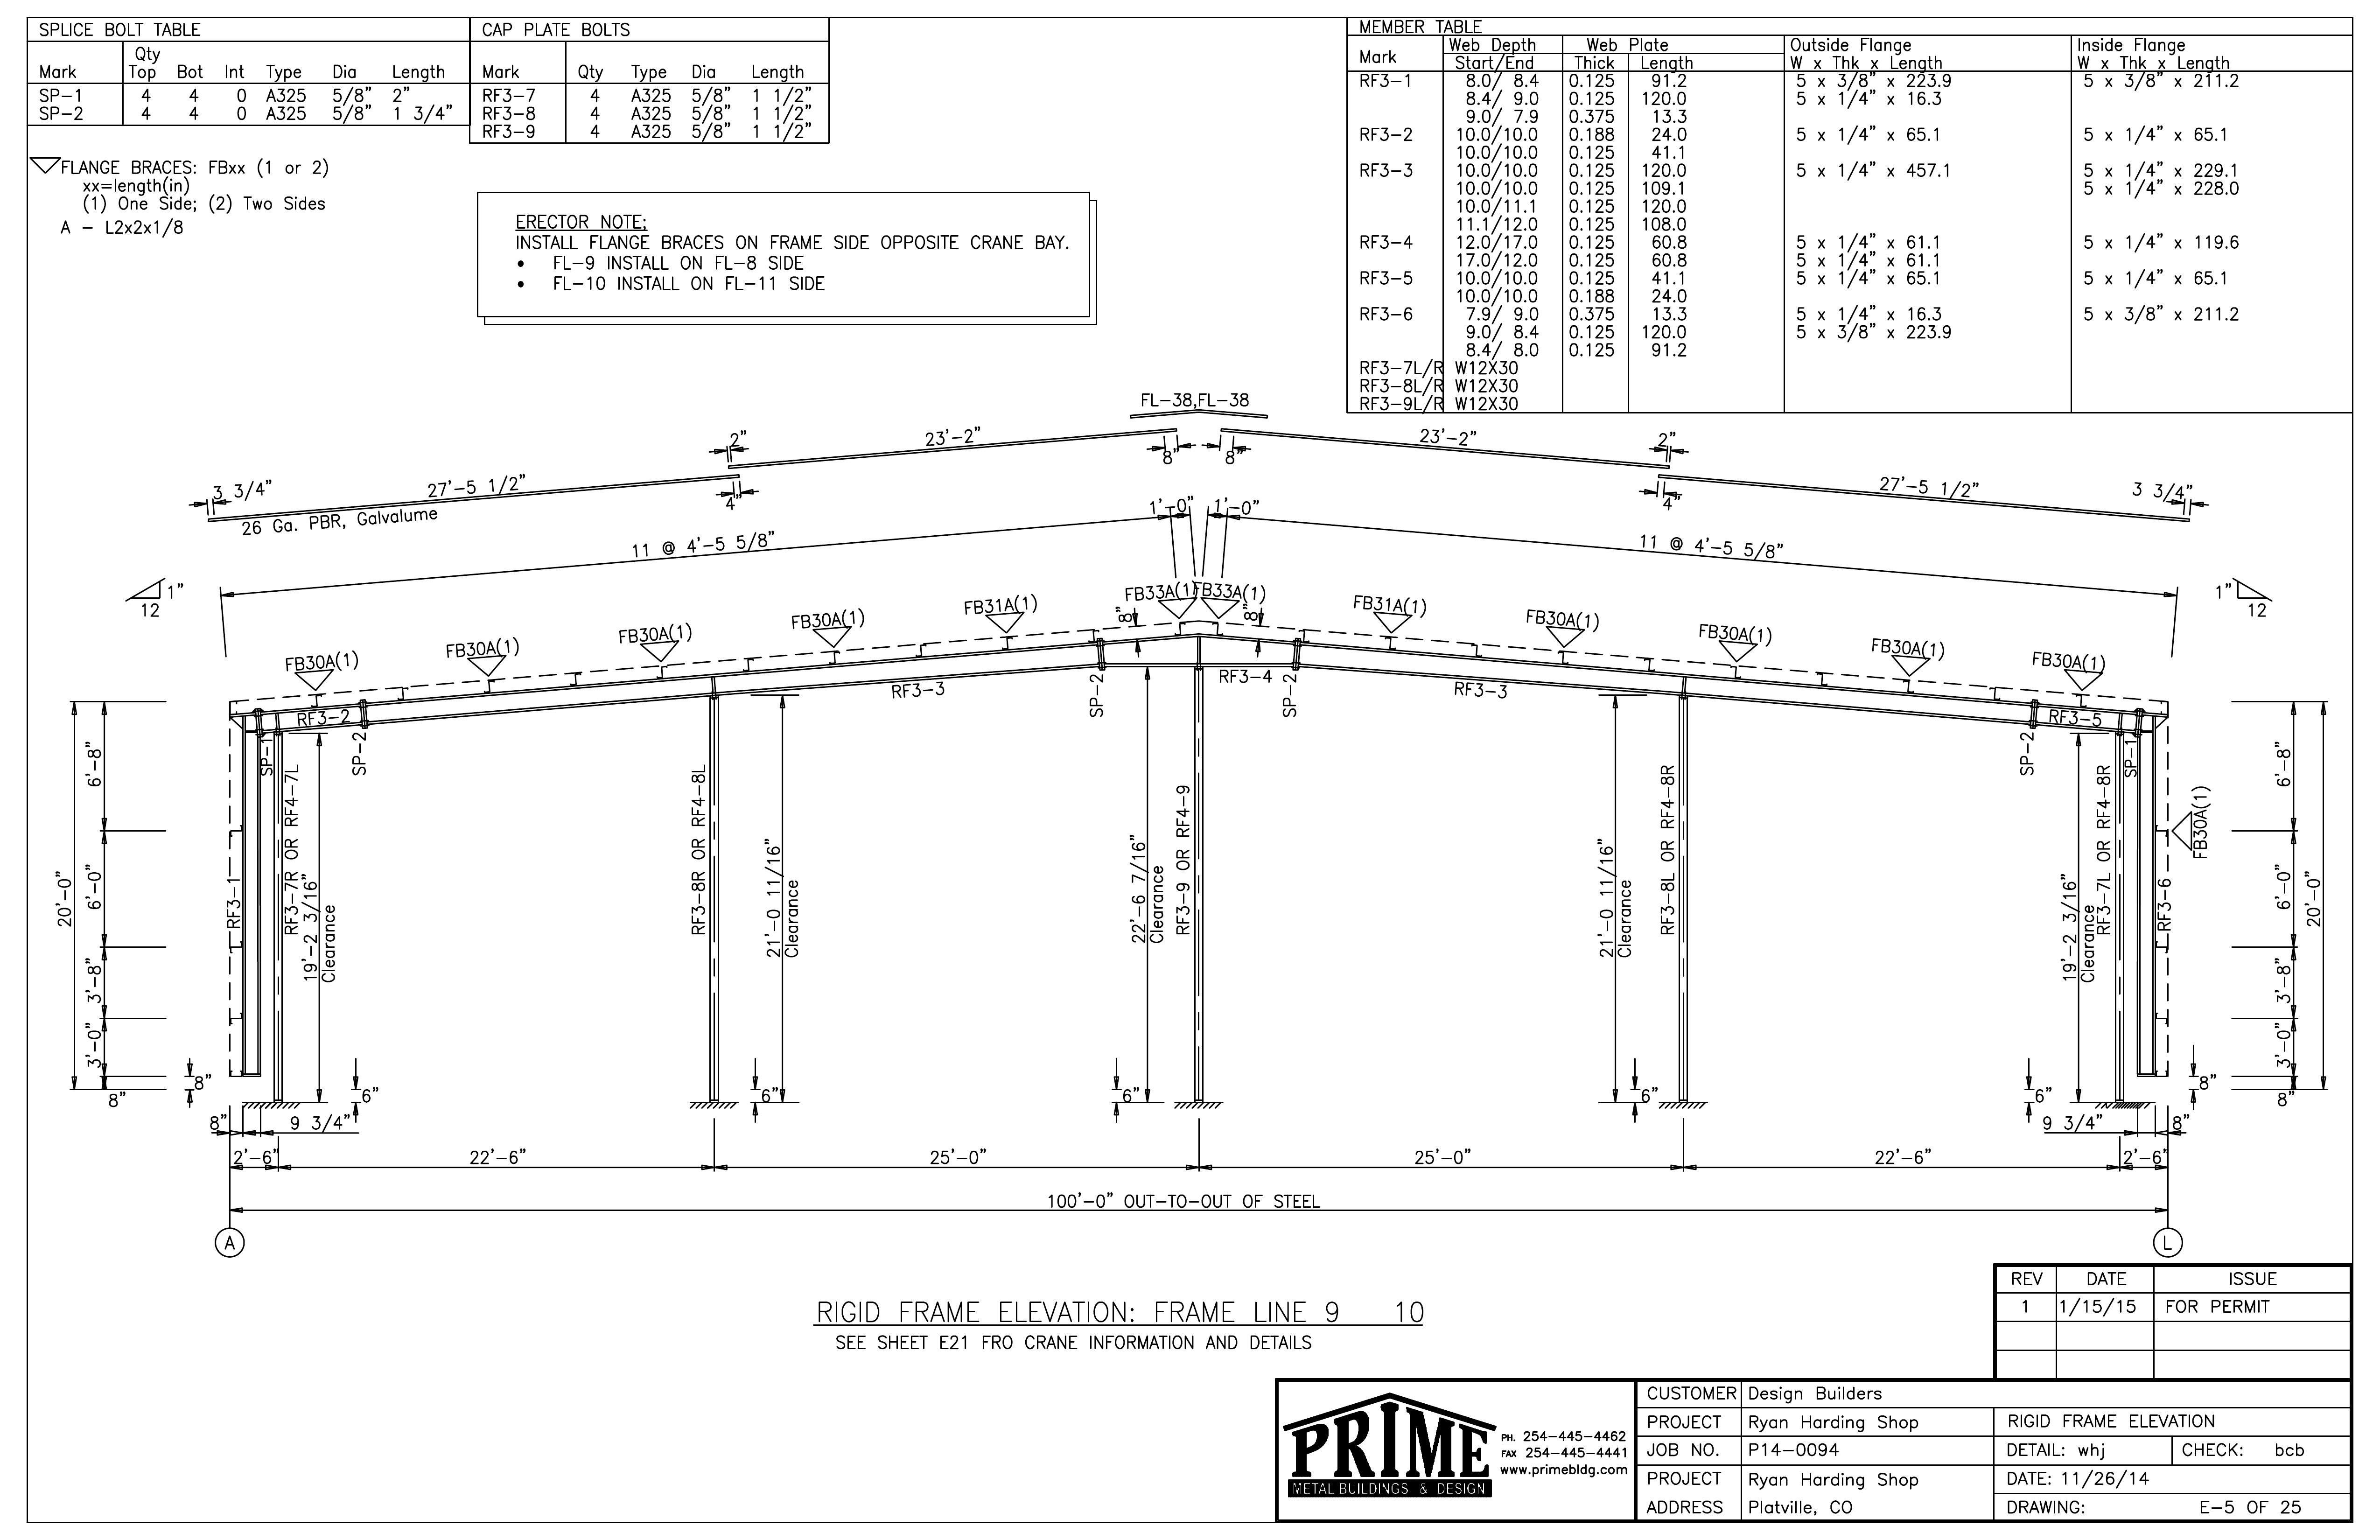 SPLICE BOLT TABLE
Mark Qty Top Bot Int Type Dia Length
SP-1 4 4 0 A325 5/8" 2"
SP-2 4 4 0 A325 5/8" 1 3/4"
CAP PLATE BOLTS
Mark Qty Type Dia Length
RF3-7 4 A325 5/8" 1 1/2"
RF3-8 4 A325 5/8" 1 1/2"
RF3-9 4 A325 5/8" 1 1/2"
FLANGE BRACES: FBxx (1 or 2)
xx=length(in)
(1) One Side; (2) Two Sides
A - L2x2x1/8
ERECTOR NOTE;
INSTALL FLANGE BRACES ON FRAME SIDE OPPOSITE CRANE BAY.
• FL-9 INSTALL ON FL-8 SIDE
• FL-10 INSTALL ON FL-11 SIDE
MEMBER TABLE
Mark Web Depth Web Plate Outside Flange Inside Flange
Start/End Thick Length W x Thk x Length W x Thk x Length
RF3-1 8.0/ 8.4 0.125 91.2 5 x 3/8" x 223.9 5 x 3/8" x 211.2
8.4/ 9.0 0.125 120.0 5 x 1/4" x 16.3
9.0/ 7.9 0.375 13.3
RF3-2 10.0/10.0 0.188 24.0 5 x 1/4" x 65.1 5 x 1/4" x 65.1
10.0/10.0 0.125 41.1
RF3-3 10.0/10.0 0.125 120.0 5 x 1/4" x 457.1 5 x 1/4" x 229.1
10.0/10.0 0.125 109.1 5 x 1/4" x 228.0
10.0/11.1 0.125 120.0
11.1/12.0 0.125 108.0
RF3-4 12.0/17.0 0.125 60.8 5 x 1/4" x 61.1 5 x 1/4" x 119.6
17.0/12.0 0.125 60.8 5 x 1/4" x 61.1
RF3-5 10.0/10.0 0.125 41.1 5 x 1/4" x 65.1 5 x 1/4" x 65.1
10.0/10.0 0.188 24.0
RF3-6 7.9/ 9.0 0.375 13.3 5 x 1/4" x 16.3 5 x 3/8" x 211.2
9.0/ 8.4 0.125 120.0 5 x 3/8" x 223.9
8.4/ 8.0 0.125 91.2
RF3-7L/R W12X30
RF3-8L/R W12X30
RF3-9L/R W12X30
FL-38,FL-38
2" 23'-2" 8" 8" 23'-2" 2"
3 3/4" 27'-5 1/2" 4" 4" 27'-5 1/2" 3 3/4"
26 Ga. PBR, Galvalume
1'-0" 1'-0"
11 @ 4'-5 5/8" 11 @ 4'-5 5/8"
1" 12 1" 12
FB30A(1) FB30A(1) FB30A(1) FB30A(1) FB31A(1) FB33A(1) FB33A(1) FB31A(1) FB30A(1) FB30A(1) FB30A(1) FB30A(1)
8" 8"
RF3-2 RF3-3 RF3-4 RF3-3 RF3-5
SP-1 SP-2 SP-2 SP-2 SP-2 SP-1
20'-0" 6'-8" 6'-0" 3'-8" 3'-0" 8" 8"
RF3-1
RF3-7R OR RF4-7L
19'-2 3/16"
Clearance
RF3-8R OR RF4-8L
21'-0 11/16"
Clearance
22'-6 7/16"
Clearance
RF3-9 OR RF4-9
21'-0 11/16"
Clearance
RF3-8L OR RF4-8R
19'-2 3/16"
Clearance
RF3-7L OR RF4-8R
RF3-6
FB30A(1)
6'-8" 6'-0" 3'-8" 3'-0" 8" 8" 20'-0"
6" 6" 6" 6" 6"
8" 9 3/4" 9 3/4" 8"
2'-6" 22'-6" 25'-0" 25'-0" 22'-6" 2'-6"
100'-0" OUT-TO-OUT OF STEEL
A L
RIGID FRAME ELEVATION: FRAME LINE 9 10
SEE SHEET E21 FRO CRANE INFORMATION AND DETAILS
REV DATE ISSUE
1 1/15/15 FOR PERMIT
PRIME
METAL BUILDINGS & DESIGN
PH. 254-445-4462
FAX 254-445-4441
www.primebldg.com
CUSTOMER Design Builders
PROJECT Ryan Harding Shop
JOB NO. P14-0094
PROJECT Ryan Harding Shop
ADDRESS Platville, CO
RIGID FRAME ELEVATION
DETAIL: whj CHECK: bcb
DATE: 11/26/14
DRAWING: E-5 OF 25